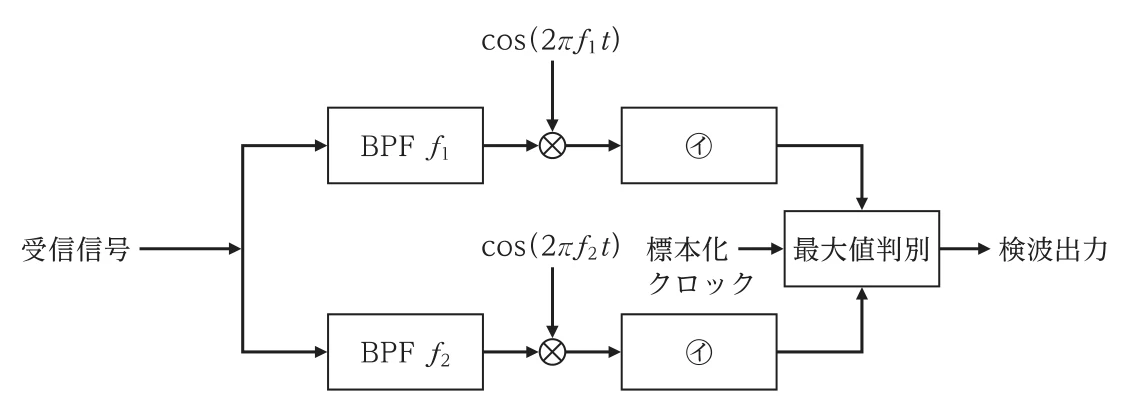 cos(2πf₁t)
BPF f₁
㋑
受信信号
cos(2πf₂t)
標本化
クロック
最大値判別
検波出力
BPF f₂
㋑